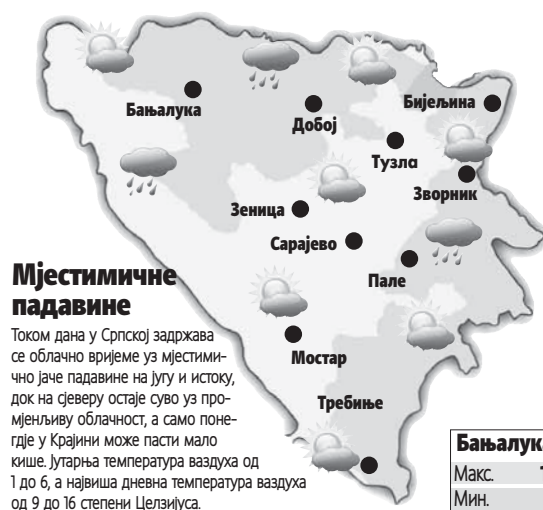 Бањалука
Добој
Бијељина
Тузла
Зворник
Зеница
Сарајево
Пале
Мостар
Требиње
Мјестимичне
падавине
Током дана у Српској задржава
се облачно вријеме уз мјестими-
чно јаче падавине на југу и истоку,
док на сјеверу остаје суво уз про-
мјенљиву облачност, а само поне-
гдје у Крајини може пасти мало
кише. Јутарња температура ваздуха од
1 до 6, а највиша дневна температура ваздуха
од 9 до 16 степени Целзијуса.
Бањалука
Макс.
Мин.